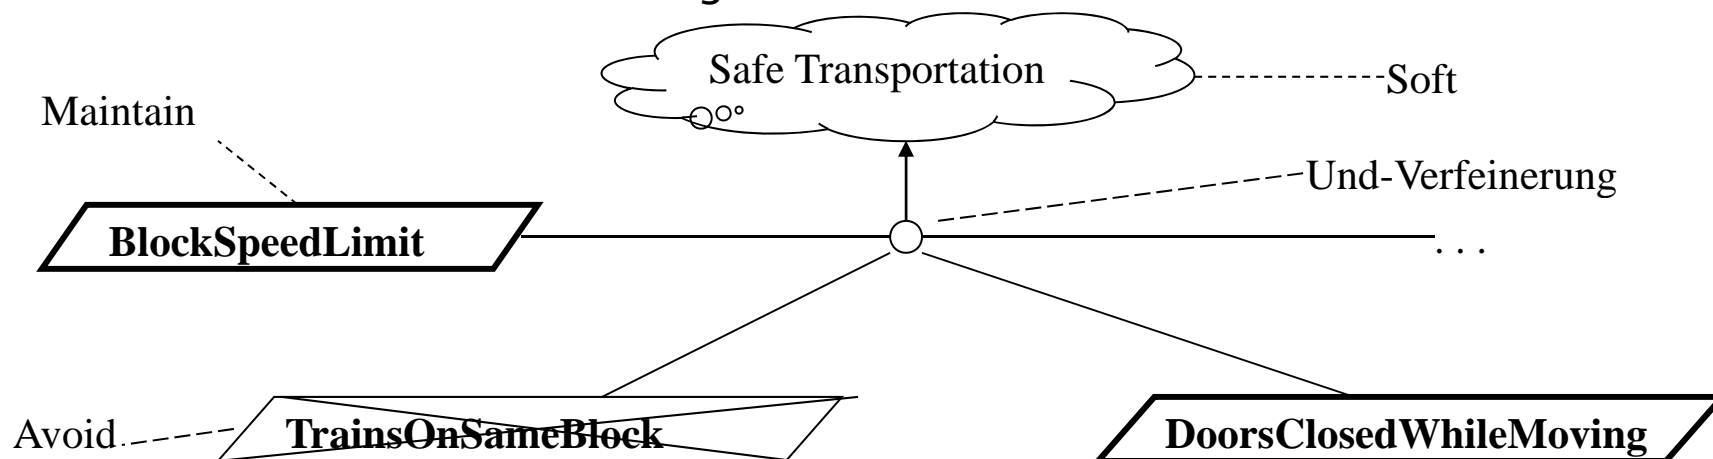 Safe Transportation
Soft
Maintain
Und-Verfeinerung
BlockSpeedLimit
. . .
Avoid
TrainsOnSameBlock
DoorsClosedWhileMoving